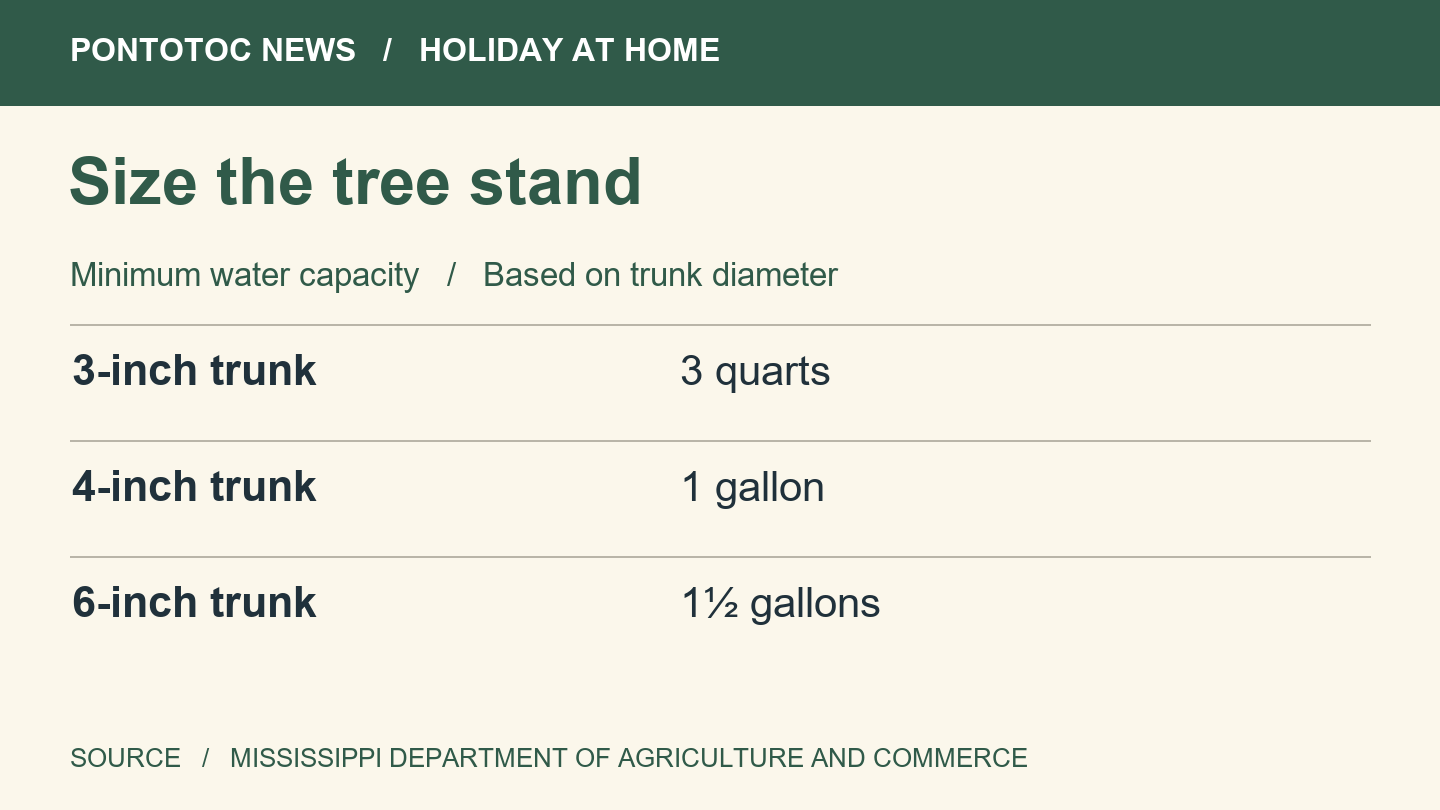 PONTOTOC NEWS / HOLIDAY AT HOME
Size the tree stand
Minimum water capacity / Based on trunk diameter
3-inch trunk 3 quarts
4-inch trunk 1 gallon
6-inch trunk 1½ gallons
SOURCE / MISSISSIPPI DEPARTMENT OF AGRICULTURE AND COMMERCE